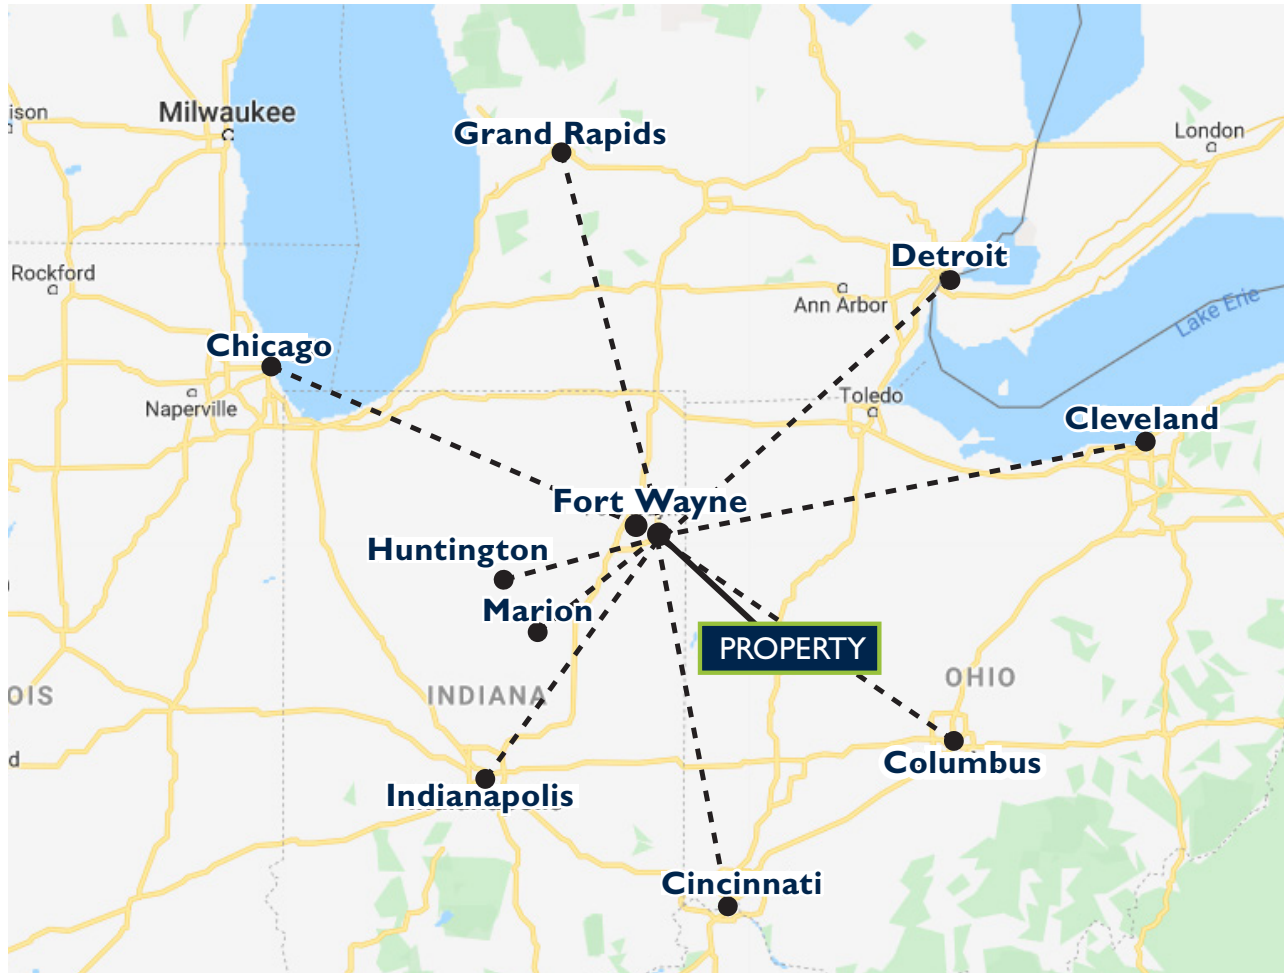 ison
Milwaukee
Grand Rapids
London
Rockford
Detroit
Ann Arbor
Lake Erie
Chicago
Naperville
Toledo
Cleveland
Fort Wayne
Huntington
Marion
PROPERTY
OIS
INDIANA
OHIO
d
Columbus
Indianapolis
Cincinnati